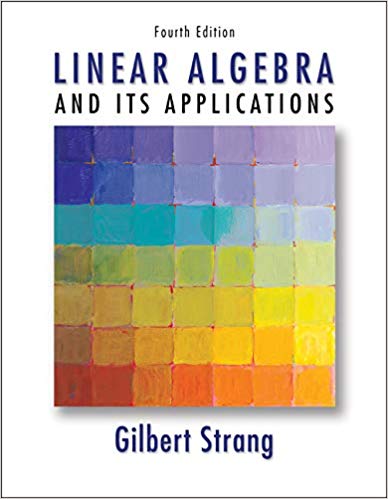 Fourth Edition
LINEAR ALGEBRA
AND ITS APPLICATIONS
Gilbert Strang